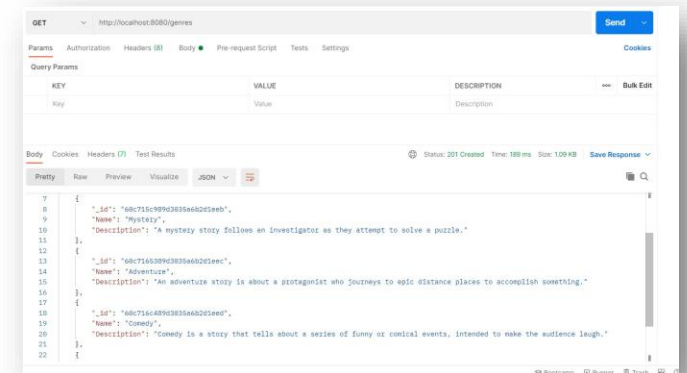 GET http://localhost:8080/genres Send
Params Authorization Headers (8) Body Pre-request Script Tests Settings Cookies
Query Params
KEY VALUE DESCRIPTION ooo Bulk Edit
Key Value Description
Body Cookies Headers (7) Test Results Status: 201 Created Time: 189 ms Size: 1.09 KB Save Response
Pretty Raw Preview Visualize JSON
7 {
8 "_id": "60c715c989d3835a6b2d1eeb",
9 "Name": "Mystery",
10 "Description": "A mystery story follows an investigator as they attempt to solve a puzzle."
11 },
12 {
13 "_id": "60c7165389d3835a6b2d1eec",
14 "Name": "Adventure",
15 "Description": "An adventure story is about a protagonist who journeys to epic distance places to accomplish something."
16 },
17 {
18 "_id": "60c716c489d3835a6b2d1eed",
19 "Name": "Comedy",
20 "Description": "Comedy is a story that tells about a series of funny or comical events, intended to make the audience laugh."
21 },
22 {
Bootcamp Runner Trash